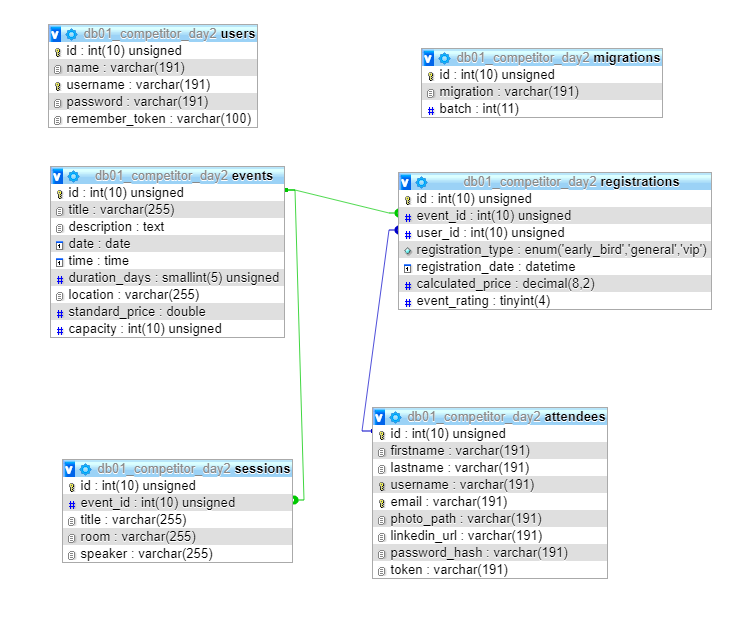 db01_competitor_day2 users
id : int(10) unsigned
name : varchar(191)
username : varchar(191)
password : varchar(191)
remember_token : varchar(100)
db01_competitor_day2 migrations
id : int(10) unsigned
migration : varchar(191)
batch : int(11)
db01_competitor_day2 events
id : int(10) unsigned
title : varchar(255)
description : text
date : date
time : time
duration_days : smallint(5) unsigned
location : varchar(255)
standard_price : double
capacity : int(10) unsigned
db01_competitor_day2 registrations
id : int(10) unsigned
event_id : int(10) unsigned
user_id : int(10) unsigned
registration_type : enum('early_bird','general','vip')
registration_date : datetime
calculated_price : decimal(8,2)
event_rating : tinyint(4)
db01_competitor_day2 sessions
id : int(10) unsigned
event_id : int(10) unsigned
title : varchar(255)
room : varchar(255)
speaker : varchar(255)
db01_competitor_day2 attendees
id : int(10) unsigned
firstname : varchar(191)
lastname : varchar(191)
username : varchar(191)
email : varchar(191)
photo_path : varchar(191)
linkedin_url : varchar(191)
password_hash : varchar(191)
token : varchar(191)